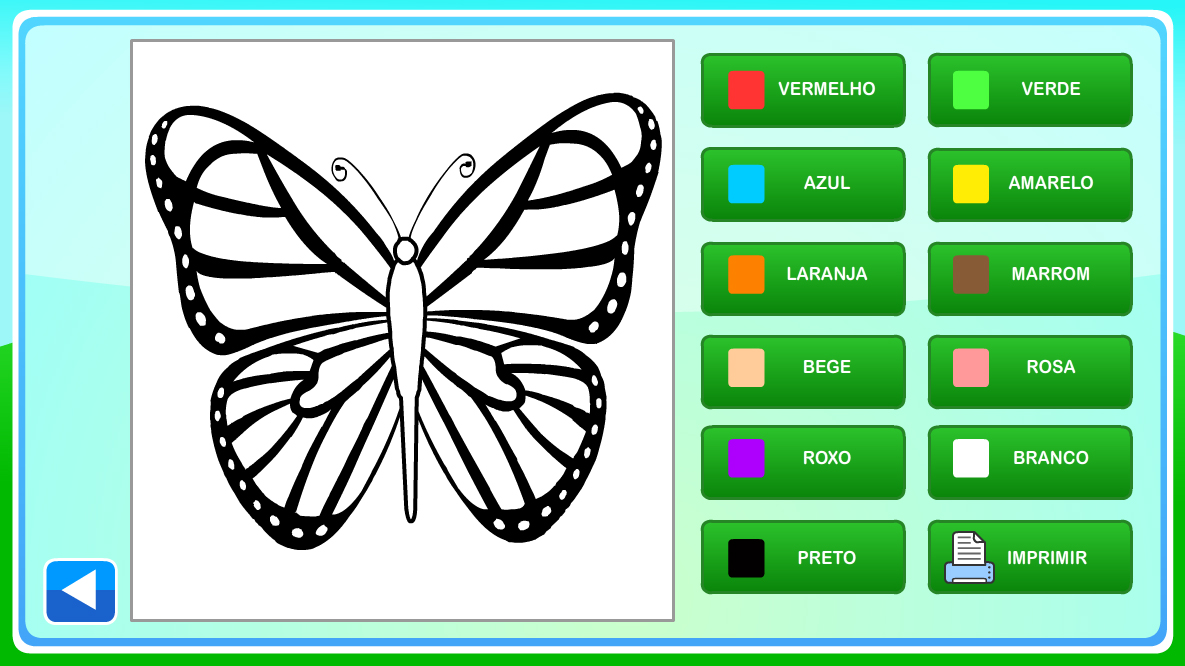 VERMELHO
VERDE
AZUL
AMARELO
LARANJA
MARROM
BEGE
ROSA
ROXO
BRANCO
PRETO
IMPRIMIR